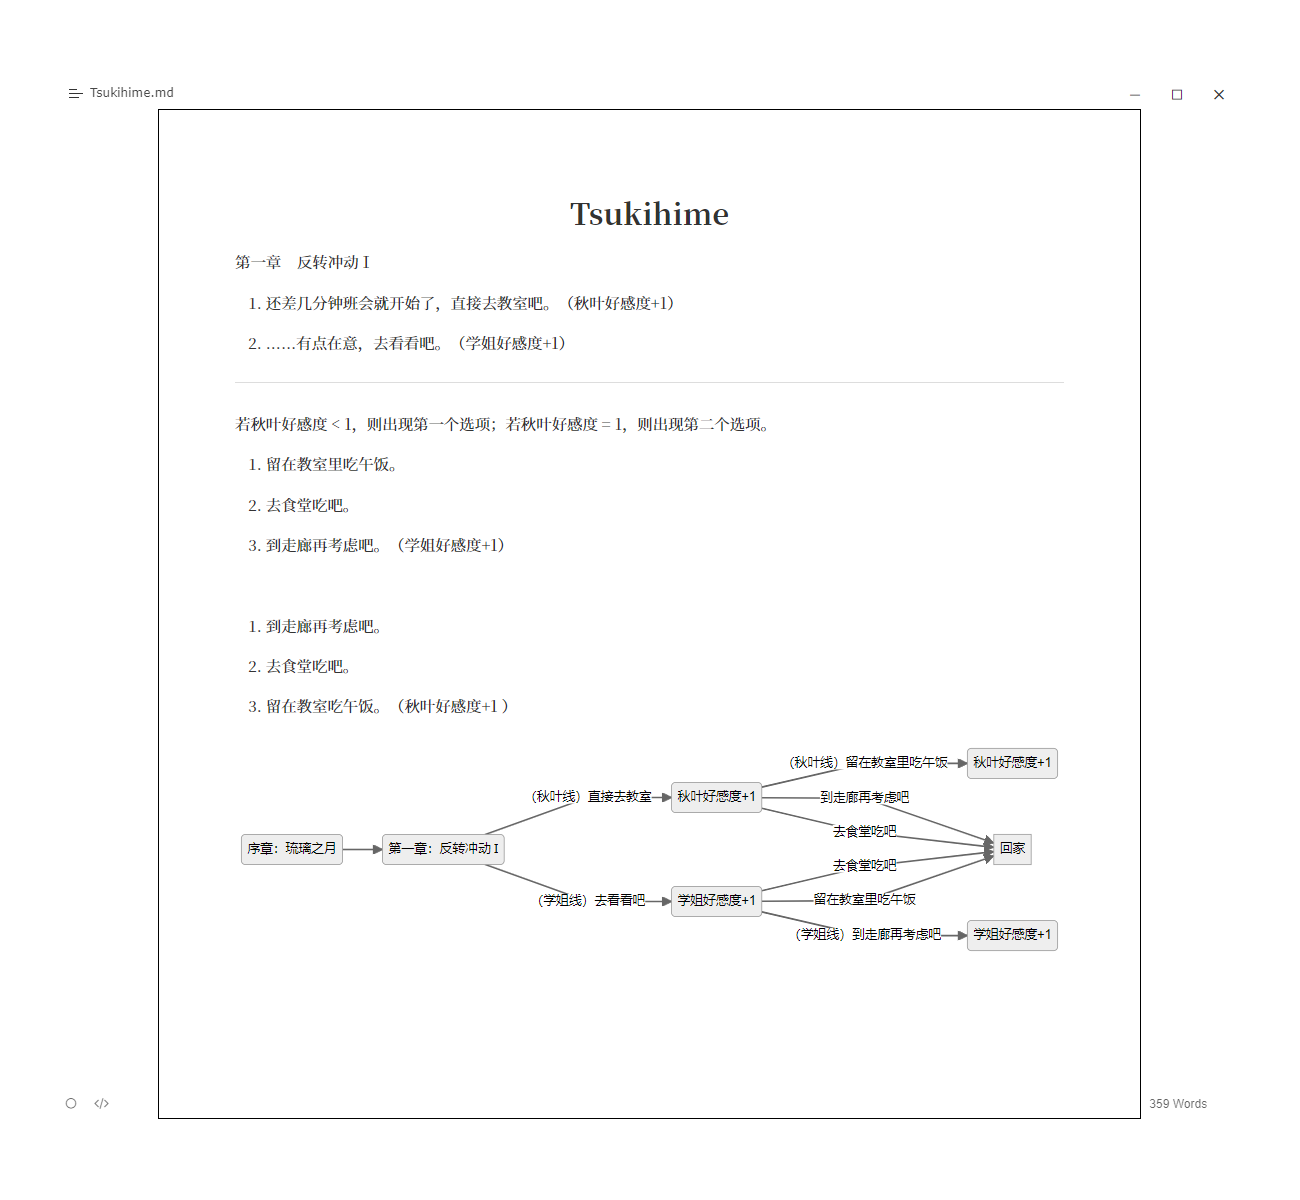 Tsukihime.md
Tsukihime
第一章　反转冲动 I
1. 还差几分钟班会就开始了，直接去教室吧。（秋叶好感度+1）
2. ……有点在意，去看看吧。（学姐好感度+1）
若秋叶好感度 < 1，则出现第一个选项；若秋叶好感度 = 1，则出现第二个选项。
1. 留在教室里吃午饭。
2. 去食堂吃吧。
3. 到走廊再考虑吧。（学姐好感度+1）
1. 到走廊再考虑吧。
2. 去食堂吃吧。
3. 留在教室吃午饭。（秋叶好感度+1 ）
（秋叶线）留在教室里吃午饭
秋叶好感度+1
（秋叶线）直接去教室
秋叶好感度+1
到走廊再考虑吧
去食堂吃吧
序章：琉璃之月
第一章：反转冲动 I
回家
去食堂吃吧
（学姐线）去看看吧
学姐好感度+1
留在教室里吃午饭
（学姐线）到走廊再考虑吧
学姐好感度+1
</>
359 Words